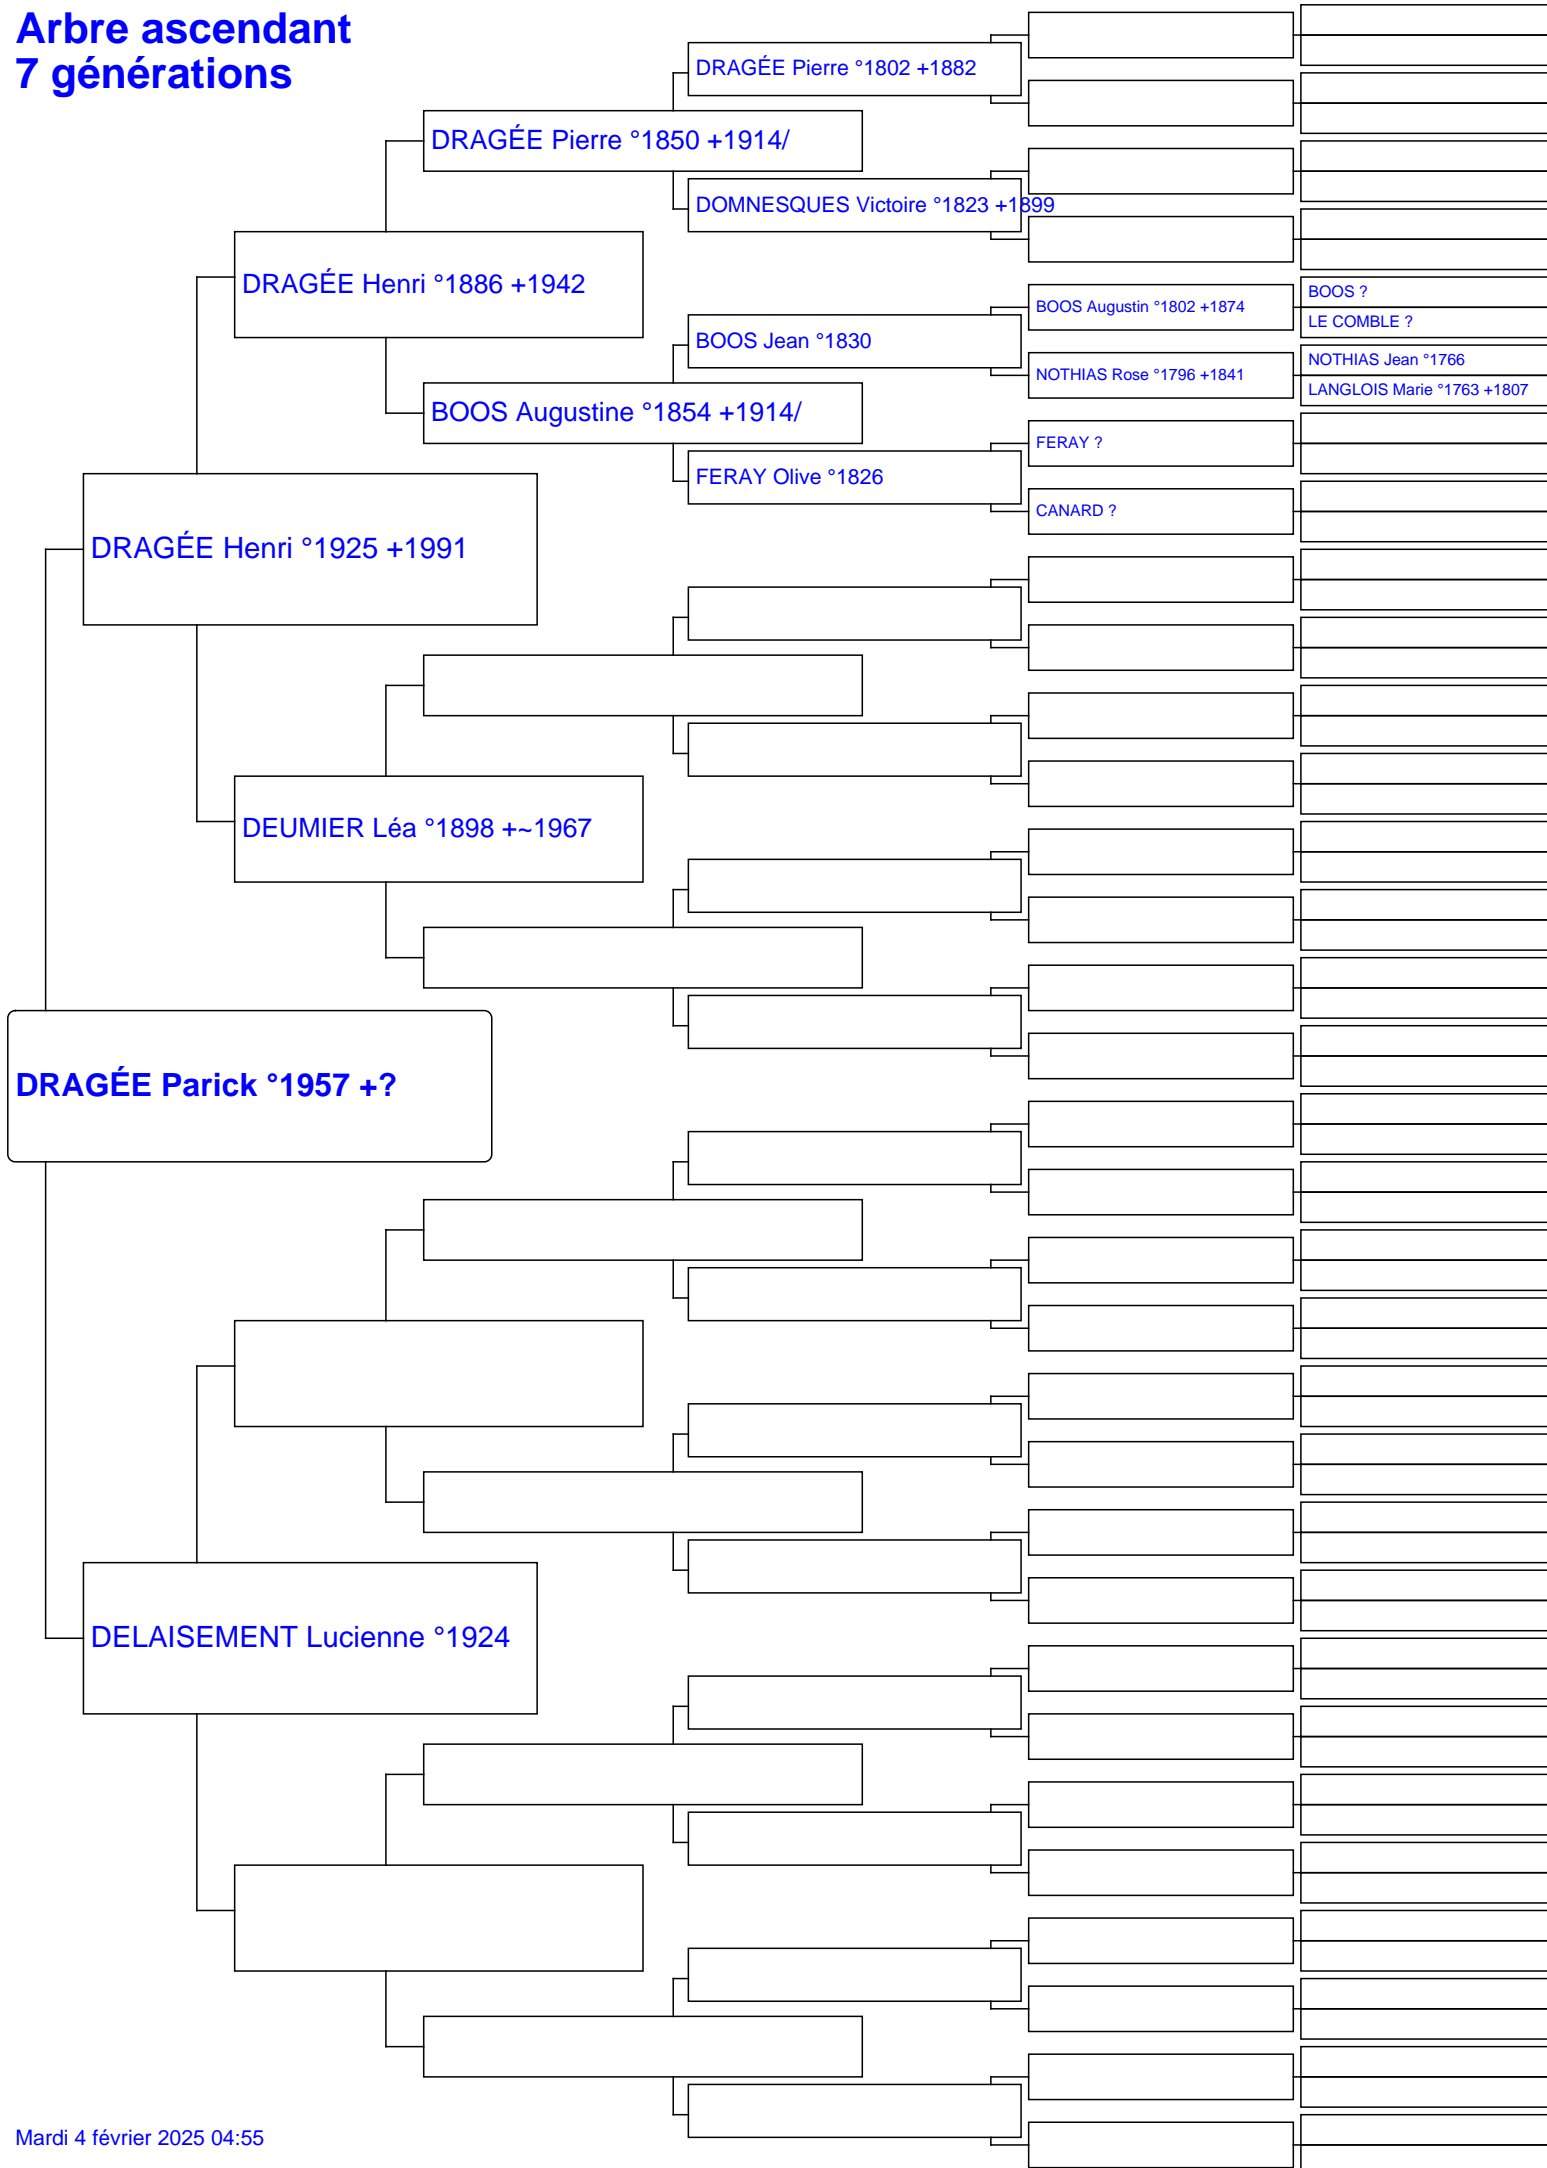 Arbre ascendant
7 générations
DRAGÉE Pierre °1802 +1882
DRAGÉE Pierre °1850 +1914/
DOMNESQUES Victoire °1823 +1899
DRAGÉE Henri °1886 +1942
BOOS ?
BOOS Augustin °1802 +1874
LE COMBLE ?
BOOS Jean °1830
NOTHIAS Jean °1766
NOTHIAS Rose °1796 +1841
LANGLOIS Marie °1763 +1807
BOOS Augustine °1854 +1914/
FERAY ?
FERAY Olive °1826
CANARD ?
DRAGÉE Henri °1925 +1991
DEUMIER Léa °1898 +~1967
DRAGÉE Parick °1957 +?
DELAISEMENT Lucienne °1924
Mardi 4 février 2025 04:55